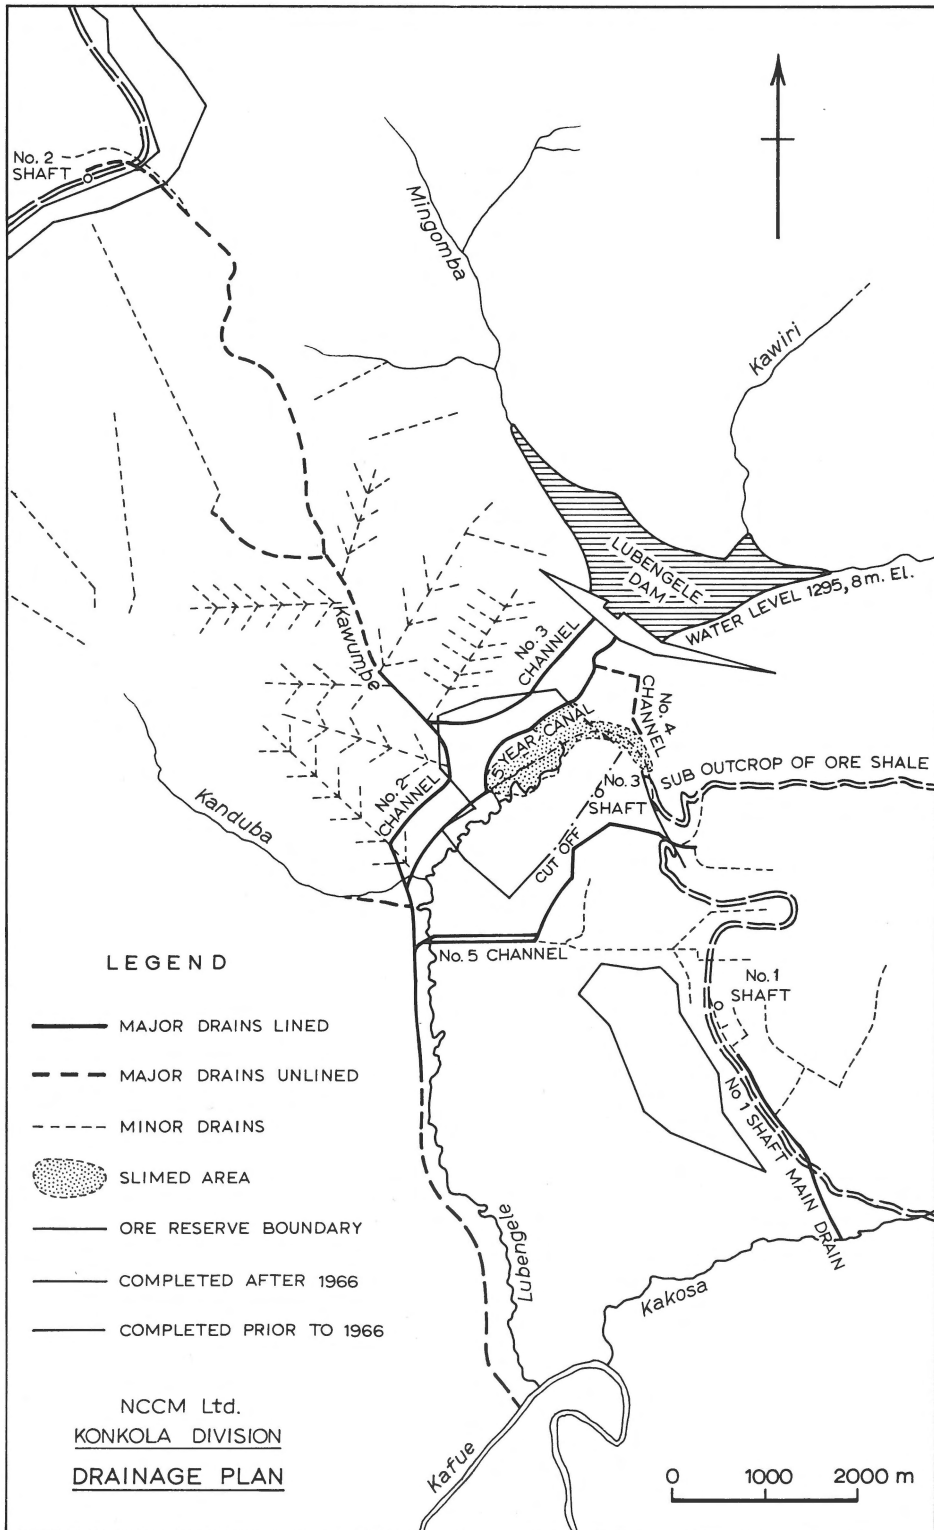 No. 2
SHAFT
Mingomba
Kawiri
LUBENGELE
DAM
WATER LEVEL 1295,8 m. El.
No. 3
CHANNEL
Kawumbe
No. 4
CHANNEL
5 YEAR CANAL
SUB OUTCROP OF ORE SHALE
No. 3
SHAFT
No. 2
CHANNEL
Kanduba
CUT OFF
No. 5 CHANNEL
No. 1
SHAFT
No 1 SHAFT MAIN DRAIN
Lubengele
Kakosa
Kafue
LEGEND
MAJOR DRAINS LINED
MAJOR DRAINS UNLINED
MINOR DRAINS
SLIMED AREA
ORE RESERVE BOUNDARY
COMPLETED AFTER 1966
COMPLETED PRIOR TO 1966
NCCM Ltd.
KONKOLA DIVISION
DRAINAGE PLAN
0 1000 2000 m